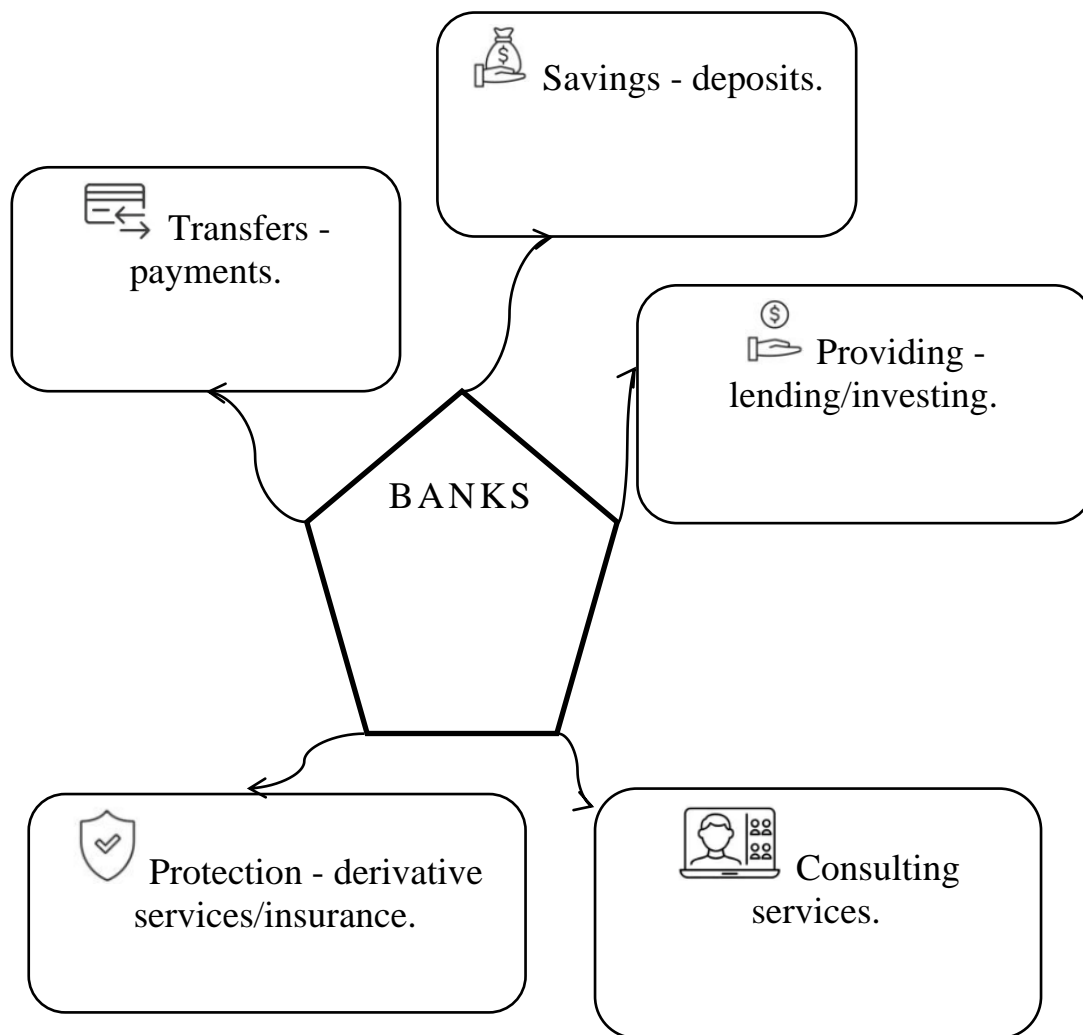 Savings - deposits.
Transfers -
payments.
Providing -
lending/investing.
BANKS
Protection - derivative
services/insurance.
Consulting
services.